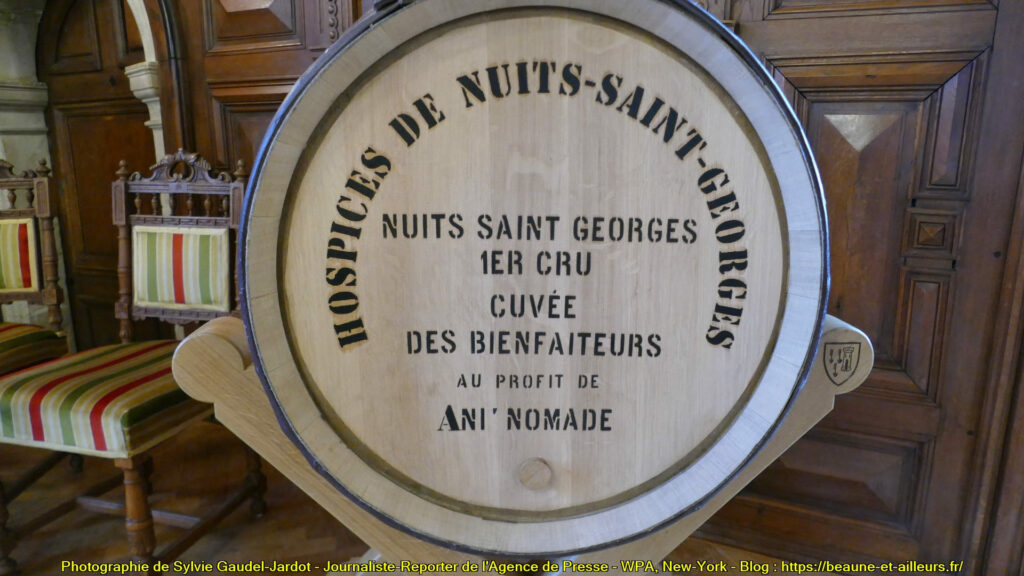 HOSPICES DE NUITS-SAINT-GEORGES
NUITS SAINT GEORGES
1ER CRU
CUVÉE
DES BIENFAITEURS
AU PROFIT DE
ANI' NOMADE
Photographie de Sylvie Gaudel-Jardot - Journaliste-Reporter de l'Agence de Presse - WPA, New-York - Blog : https://beaune-et-ailleurs.fr/